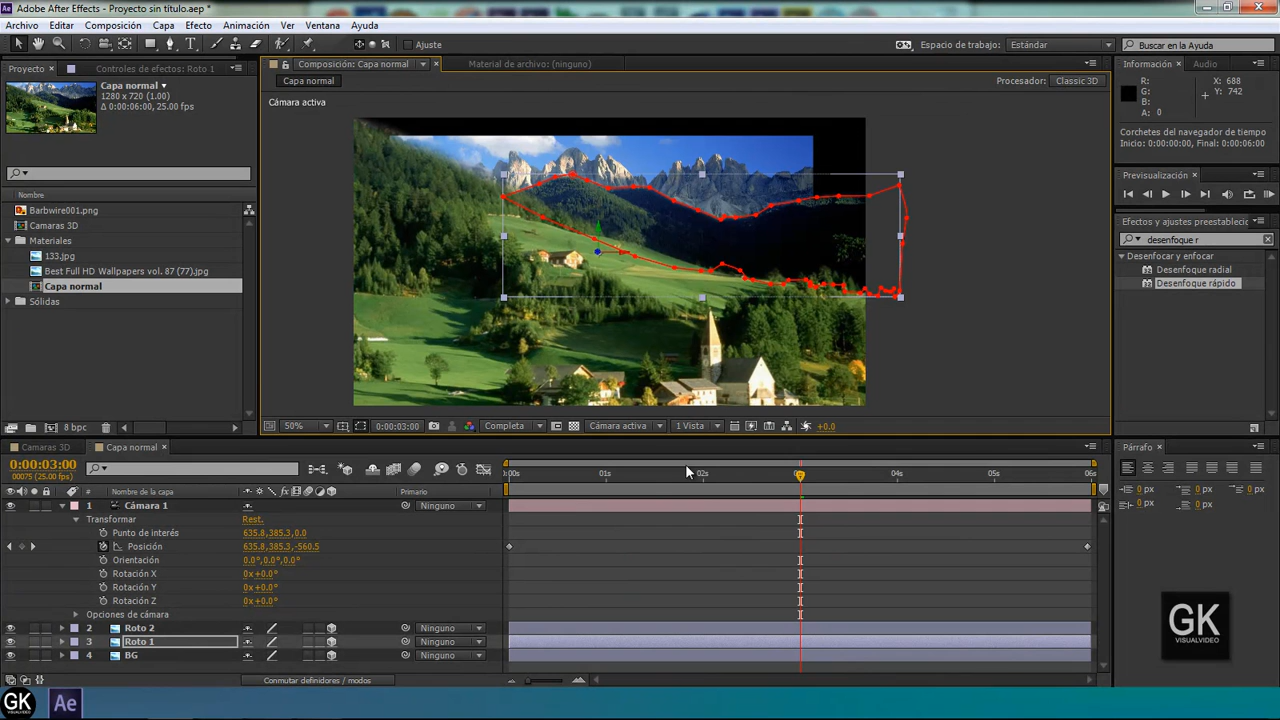 Adobe After Effects - Proyecto sin título.aep *
Archivo Edición Composición Capa Efecto Animación Ver Ventana Ayuda
Ajuste
Espacio de trabajo: Estándar
Buscar en la Ayuda
Proyecto Controles de efectos: Roto 1
Composición: Capa normal
Material de archivo: (ninguno)
Información Audio
Capa normal
1280 x 720 (1.00)
Δ 0:00:06:00, 25.00 fps
Capa normal
Procesador: Classic 3D
Cámara activa
R:
G:
B:
A: 0
X: 688
Y: 742
Corchetes del navegador de tiempo
Inicio: 0:00:00:00, Fin: 0:00:06:00
Previsualización
Efectos y ajustes preestablecic
desenfoque r
Desenfocar y enfocar
Desenfoque radial
Desenfoque rápido
Nombre
Barbwire001.png
Camaras 3D
Materiales
133.jpg
Best Full HD Wallpapers vol. 87 (77).jpg
Capa normal
Sólidas
8 bpc
50%
0:00:03:00
Completa
Cámara activa
1 Vista
+0.0
Camaras 3D
Capa normal
0:00:03:00
00075 (25.00 fps)
01s 02s 04s 05s 06s
# Nombre de la capa
Primario
1 Cámara 1
Ninguno
Transformar
Rest.
Punto de interés
635.8,385.3,0.0
Posición
635.8,385.3,-560.5
Orientación
0.0°,0.0°,0.0°
Rotación X
0x+0.0°
Rotación Y
0x+0.0°
Rotación Z
0x+0.0°
Opciones de cámara
2 Roto 2
Ninguno
3 Roto 1
Ninguno
4 BG
Ninguno
Conmutar definidores / modos
Párrafo
0 px 0 px 0 px
0 px 0 px
GK
VISUALVIDEO
GK
Ae